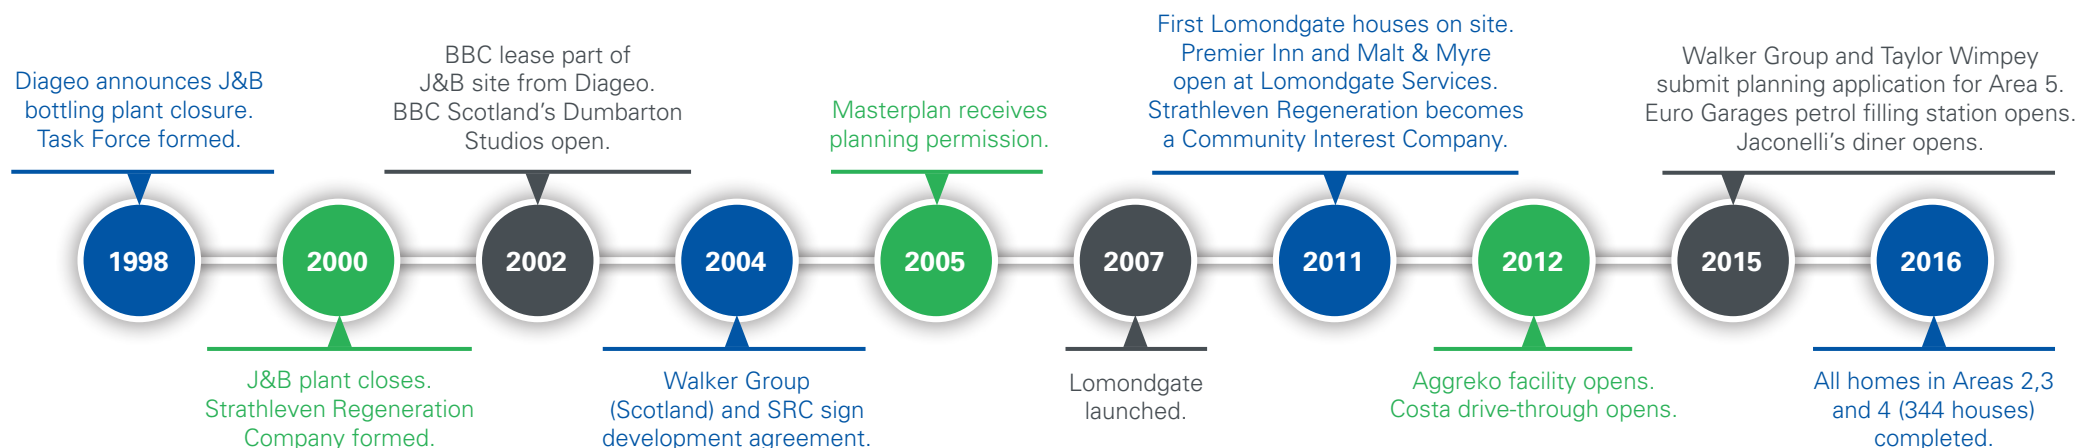 Diageo announces J&B
bottling plant closure.
Task Force formed.
1998
J&B plant closes.
Strathleven Regeneration
Company formed.
2000
BBC lease part of
J&B site from Diageo.
BBC Scotland's Dumbarton
Studios open.
2002
Walker Group
(Scotland) and SRC sign
development agreement.
2004
Masterplan receives
planning permission.
2005
Lomondgate
launched.
2007
First Lomondgate houses on site.
Premier Inn and Malt & Myre
open at Lomondgate Services.
Strathleven Regeneration becomes
a Community Interest Company.
2011
Aggreko facility opens.
Costa drive-through opens.
2012
Walker Group and Taylor Wimpey
submit planning application for Area 5.
Euro Garages petrol filling station opens.
Jaconelli's diner opens.
2015
All homes in Areas 2,3
and 4 (344 houses)
completed.
2016